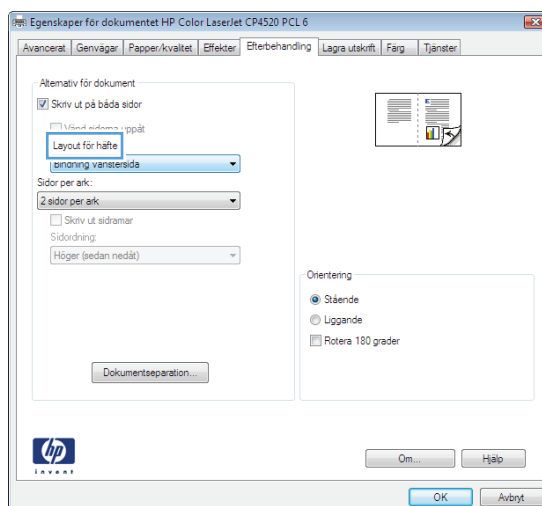 Egenskaper för dokumentet HP Color LaserJet CP4520 PCL 6
Avancerat Genvägar Papper/kvalitet Effekter Efterbehandling Lagra utskrift Färg Tjänster
Alternativ för dokument
Skriv ut på båda sidor
Vänd sidorna uppåt
Layout för häfte
Bindning vänstersida
Sidor per ark:
2 sidor per ark
Skriv ut sidramar
Sidordning:
Höger (sedan nedåt)
Orientering
Stående
Liggande
Rotera 180 grader
Dokumentseparation...
hp
invent
Om... Hjälp
OK Avbryt